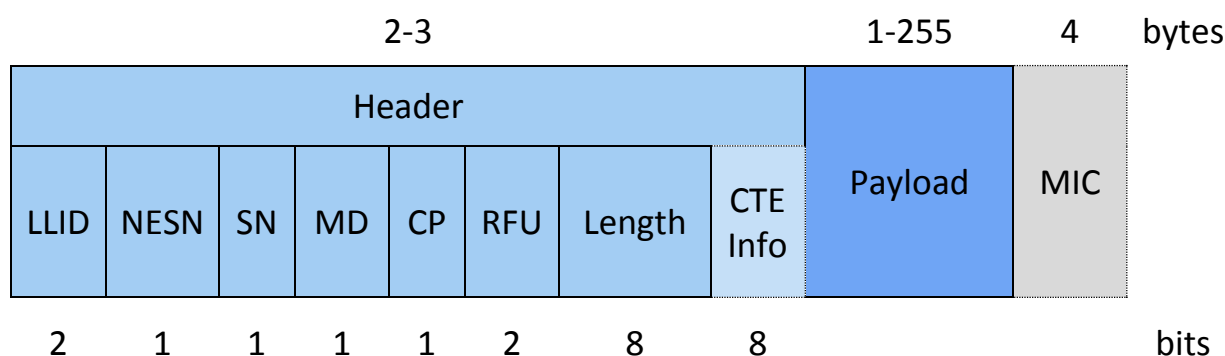 2-3 1-255 4 bytes
Header
Payload MIC
LLID NESN SN MD CP RFU Length CTE
Info
2 1 1 1 1 2 8 8 bits